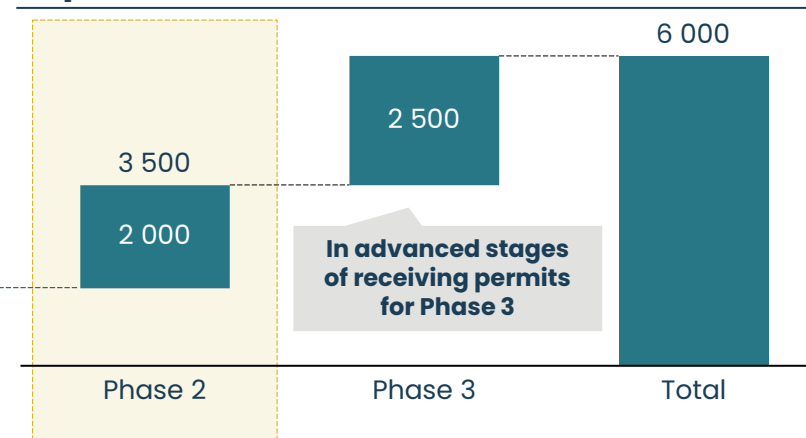 6 000
2 500
3 500
2 000
In advanced stages
of receiving permits
for Phase 3
Phase 2
Phase 3
Total